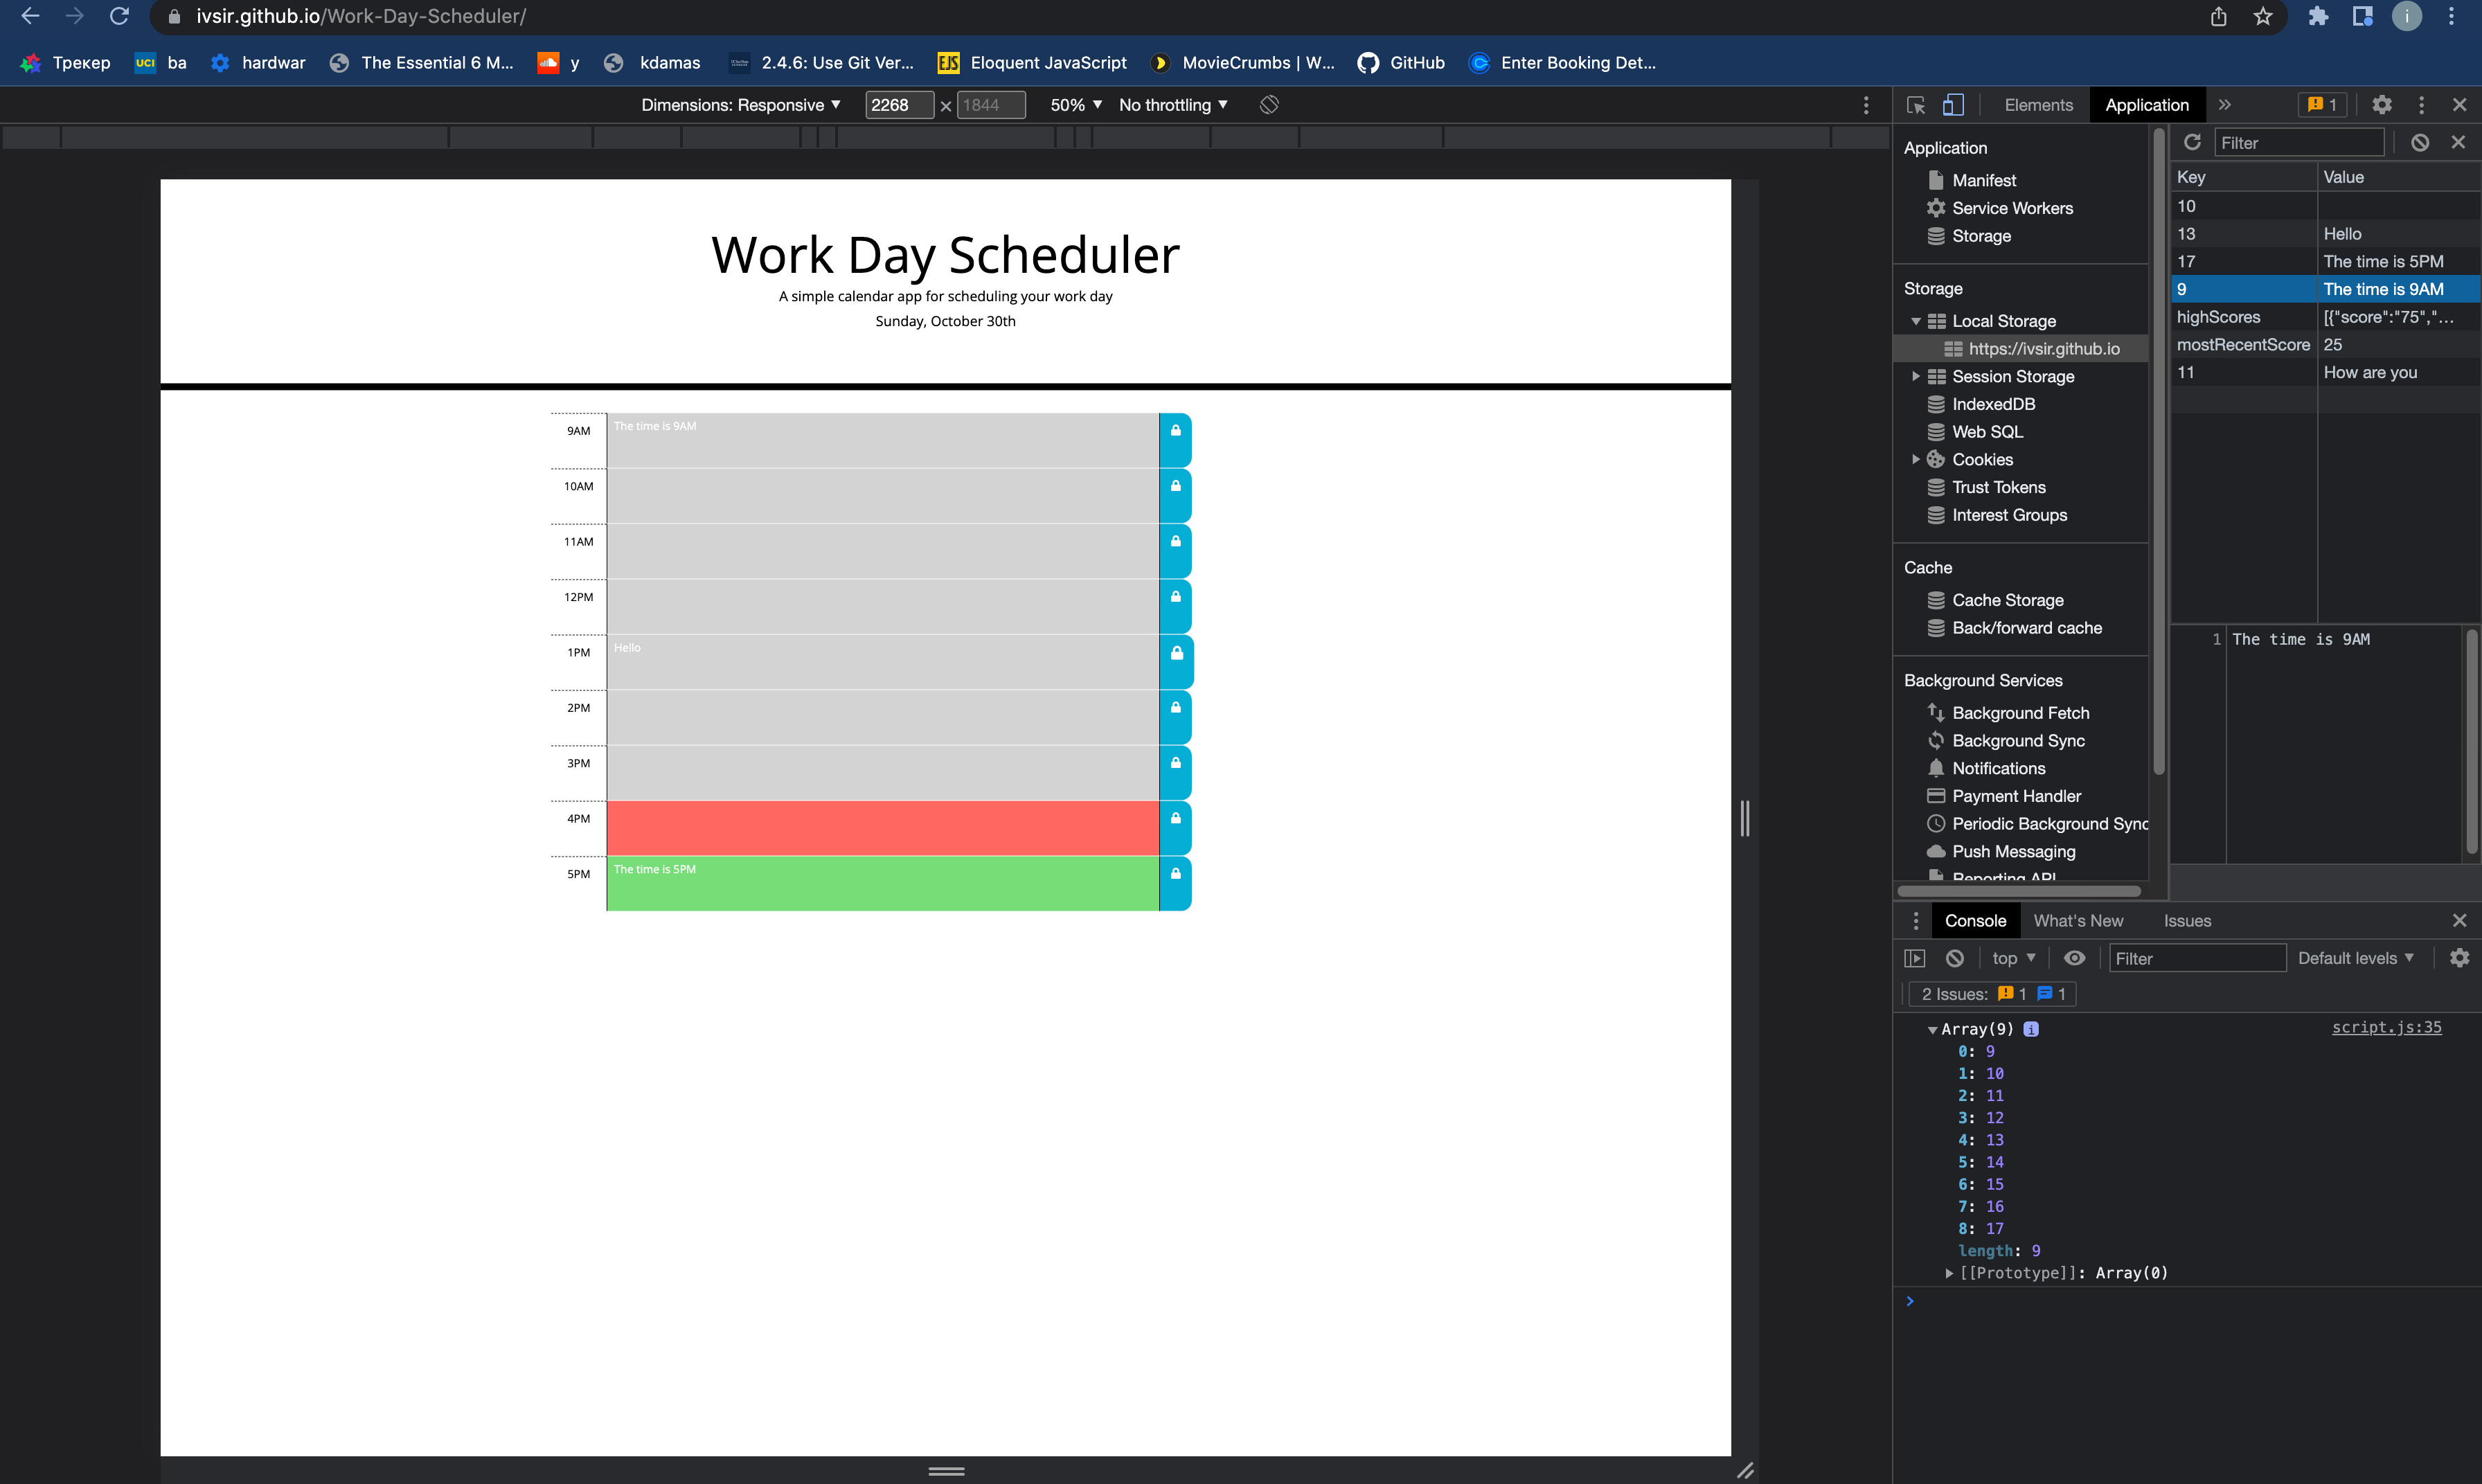 ivsir.github.io/Work-Day-Scheduler/
i
Трекер
UCI ba
hardwar
The Essential 6 M...
y
kdamas
2.4.6: Use Git Ver...
EJS Eloquent JavaScript
MovieCrumbs | W...
GitHub
Enter Booking Det...
Dimensions: Responsive ▼ 2268 × 1844 50% ▼ No throttling ▼
Work Day Scheduler
A simple calendar app for scheduling your work day
Sunday, October 30th
9AM The time is 9AM
10AM
11AM
12PM
1PM Hello
2PM
3PM
4PM
5PM The time is 5PM
Elements Application » 1
Application
Manifest
Service Workers
Storage
Storage
Local Storage
https://ivsir.github.io
Session Storage
IndexedDB
Web SQL
Cookies
Trust Tokens
Interest Groups
Cache
Cache Storage
Back/forward cache
Background Services
Background Fetch
Background Sync
Notifications
Payment Handler
Periodic Background Sync
Push Messaging
Reporting API
Filter
Key Value
10
13 Hello
17 The time is 5PM
9 The time is 9AM
highScores [{"score":"75","...
mostRecentScore 25
11 How are you
1 The time is 9AM
Console What's New Issues
top ▼ Filter Default levels ▼
2 Issues: 1 1
Array(9) i script.js:35
0: 9
1: 10
2: 11
3: 12
4: 13
5: 14
6: 15
7: 16
8: 17
length: 9
[[Prototype]]: Array(0)